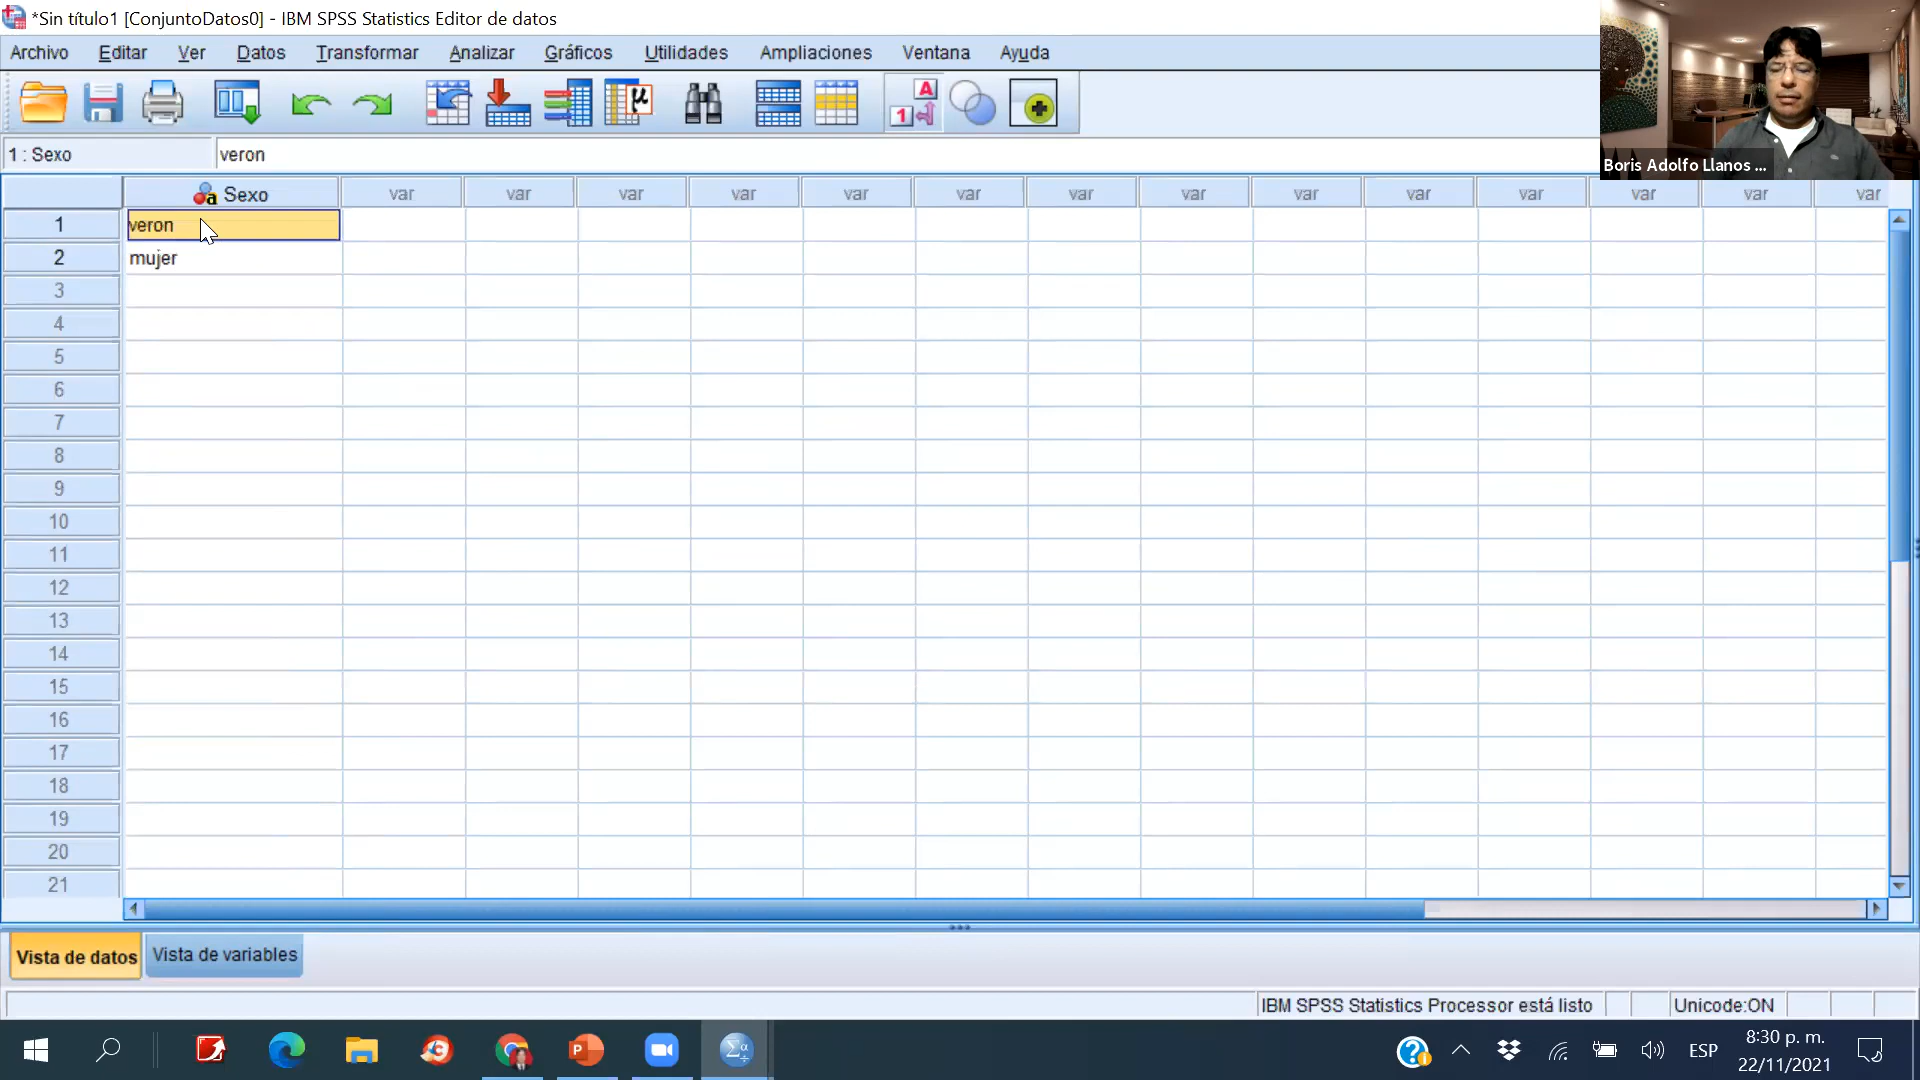 *Sin título1 [ConjuntoDatos0] - IBM SPSS Statistics Editor de datos
Archivo Editar Ver Datos Transformar Analizar Gráficos Utilidades Ampliaciones Ventana Ayuda
1 : Sexo veron
Boris Adolfo Llanos ...
Sexo var var var var var var var var var var var var var var
1 veron
2 mujer
3
4
5
6
7
8
9
10
11
12
13
14
15
16
17
18
19
20
21
Vista de datos Vista de variables
IBM SPSS Statistics Processor está listo Unicode:ON
ESP 8:30 p. m.
22/11/2021